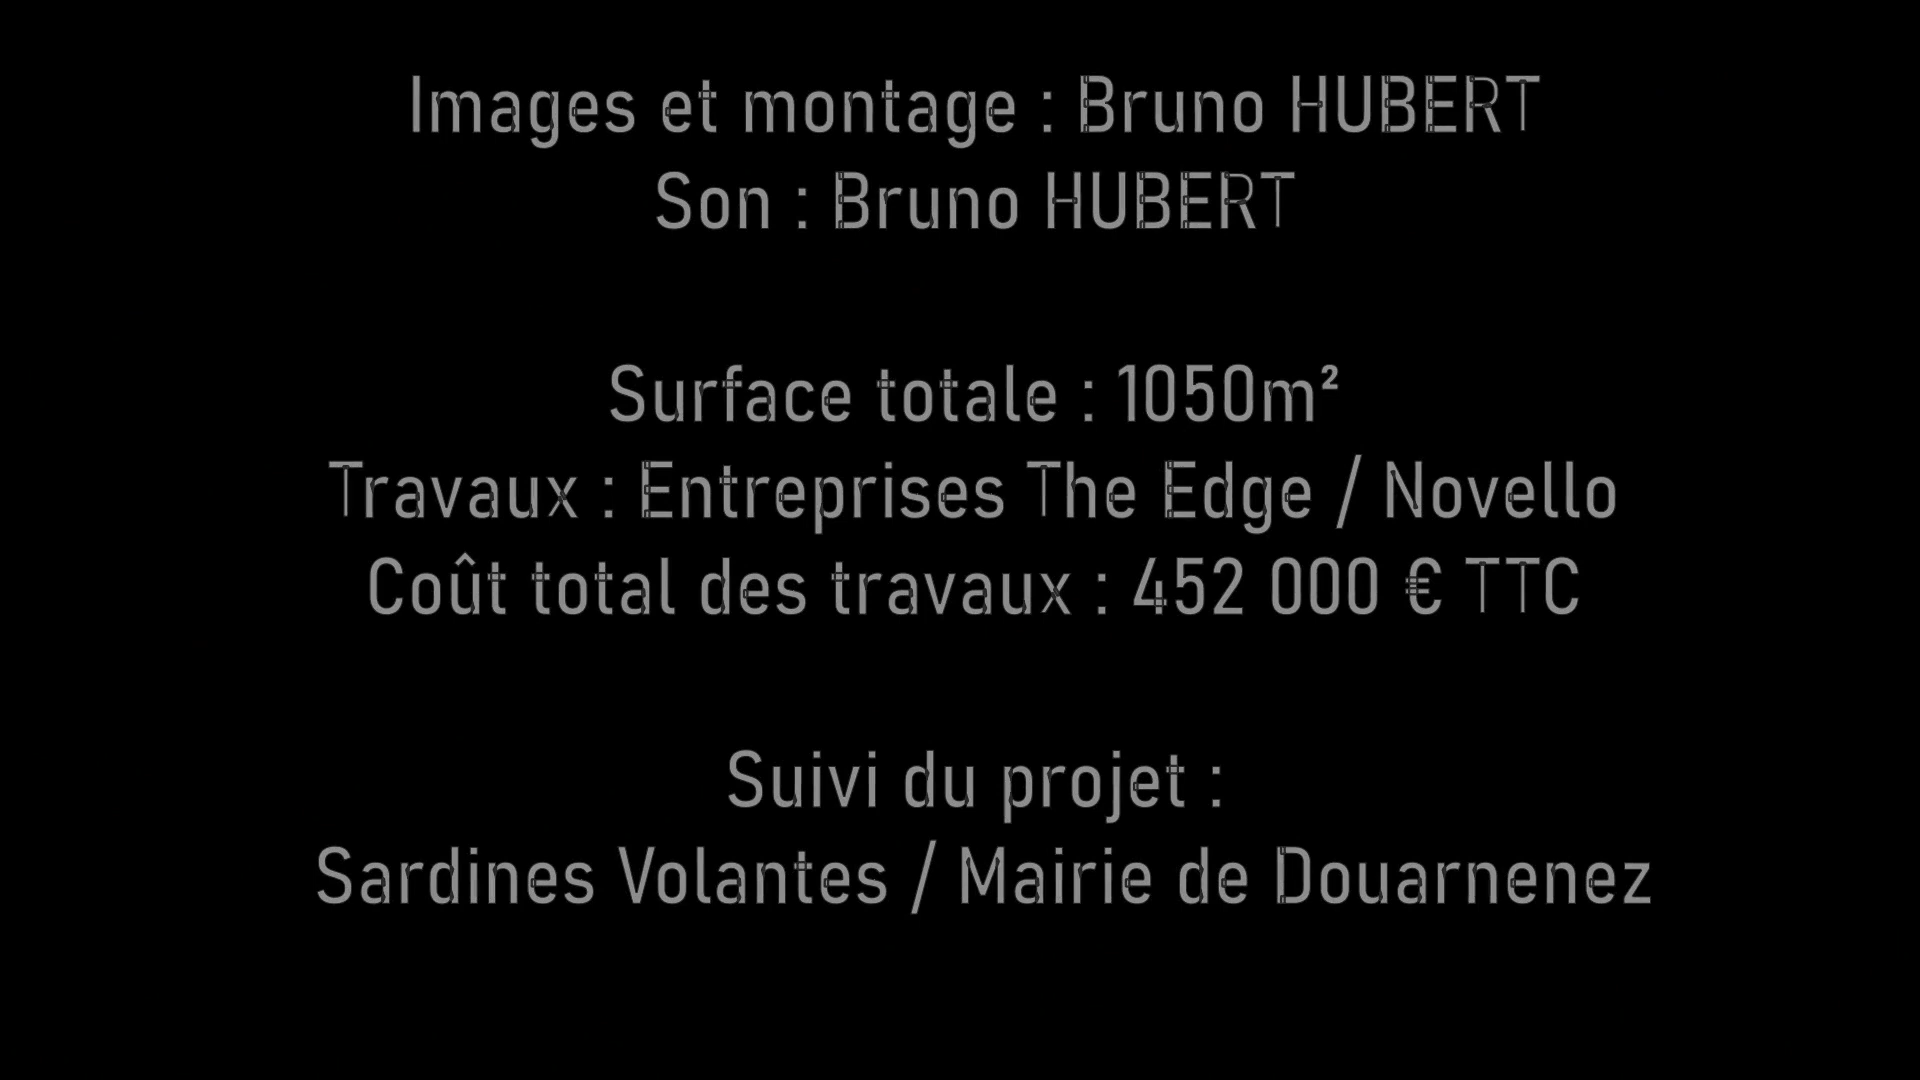 Images et montage : Bruno HUBERT
Son : Bruno HUBERT
Surface totale : 1050m²
Travaux : Entreprises The Edge / Novello
Coût total des travaux : 452 000 € TTC
Suivi du projet :
Sardines Volantes / Mairie de Douarnenez